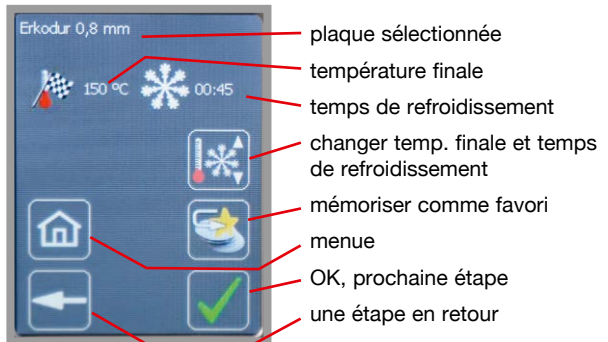 Erkodur 0,8 mm
plaque sélectionnée
150 ºC
00:45
température finale
temps de refroidissement
changer temp. finale et temps
de refroidissement
mémoriser comme favori
menue
OK, prochaine étape
une étape en retour